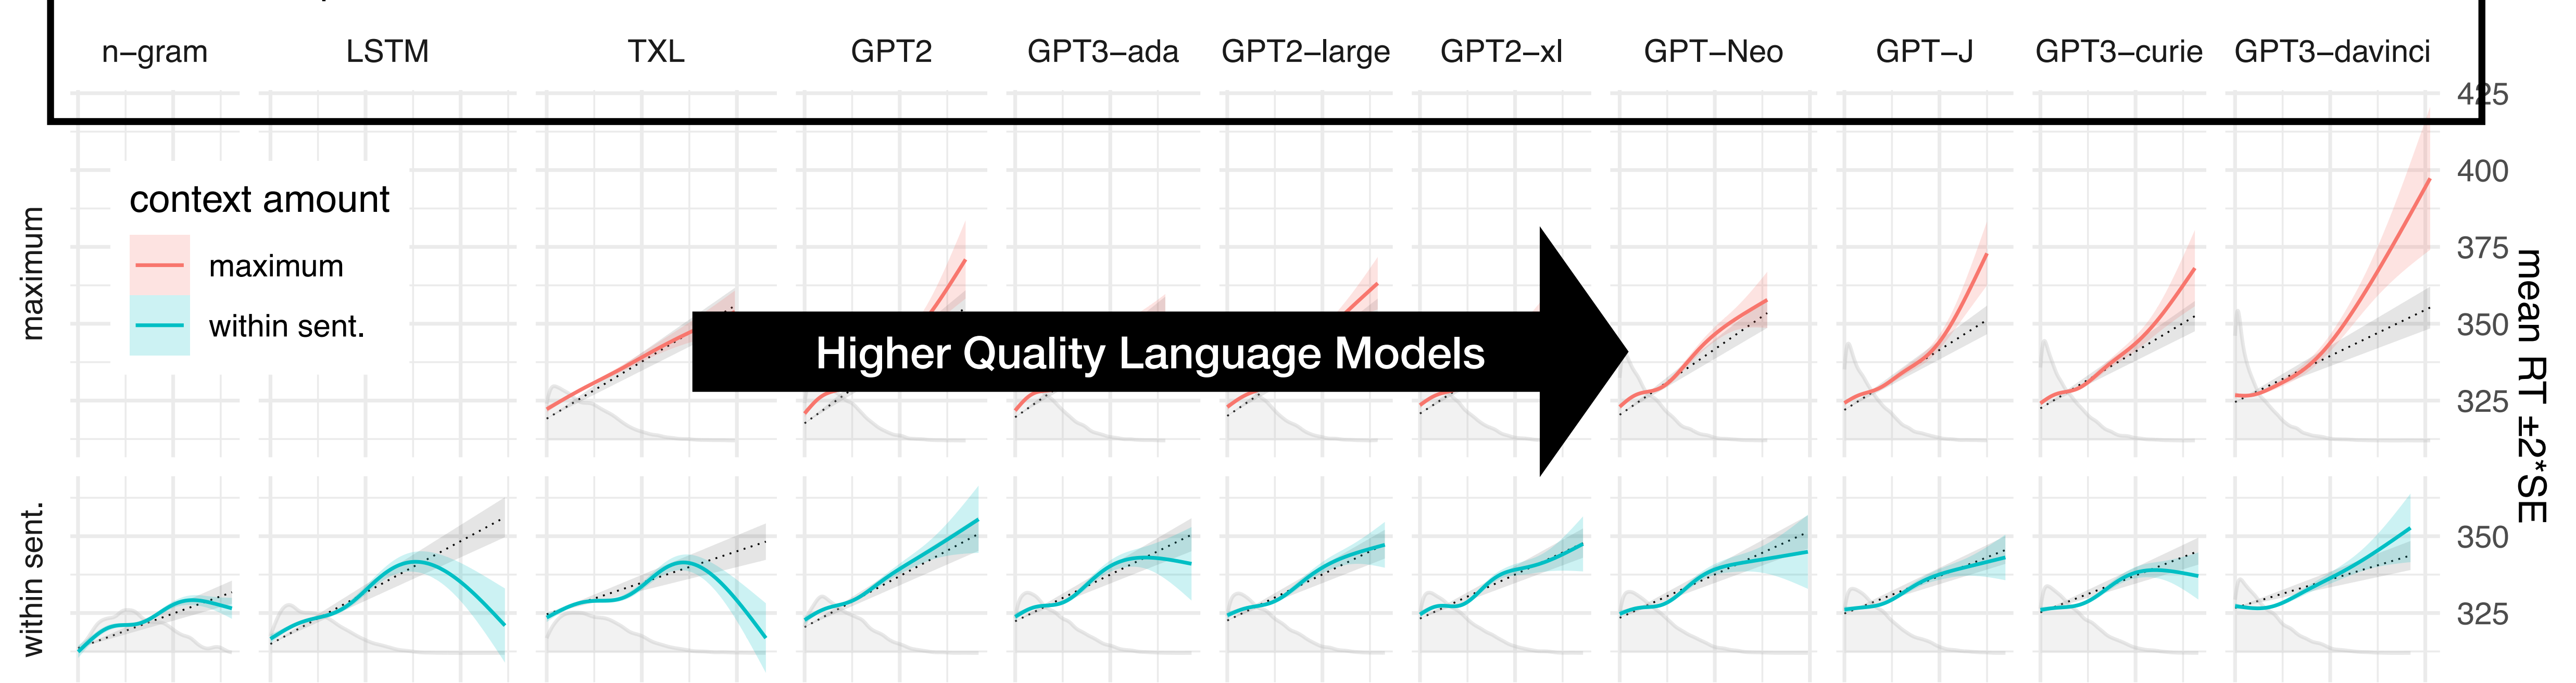 n−gram LSTM TXL GPT2 GPT3−ada GPT2−large GPT2−xl GPT−Neo GPT−J GPT3−curie GPT3−davinci
425
400
375
350
325
maximum
context amount
maximum
within sent.
Higher Quality Language Models
mean RT ±2*SE
within sent.
350
325